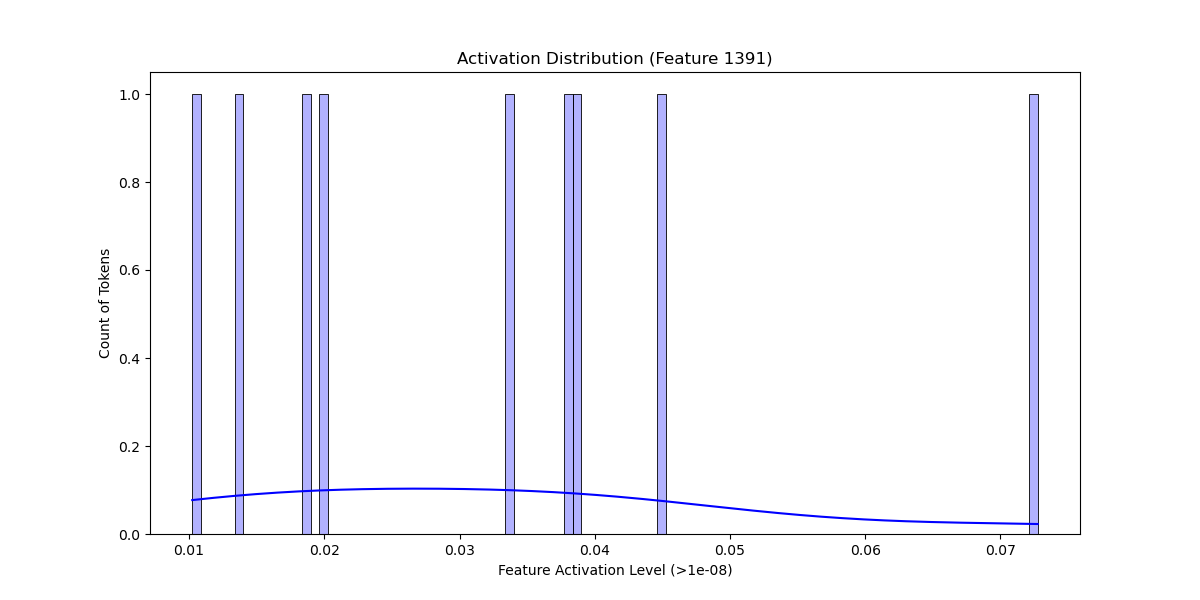 Activation Distribution (Feature 1391)
1.0
0.8
0.6
0.4
0.2
0.0
Count of Tokens
0.01 0.02 0.03 0.04 0.05 0.06 0.07
Feature Activation Level (>1e-08)